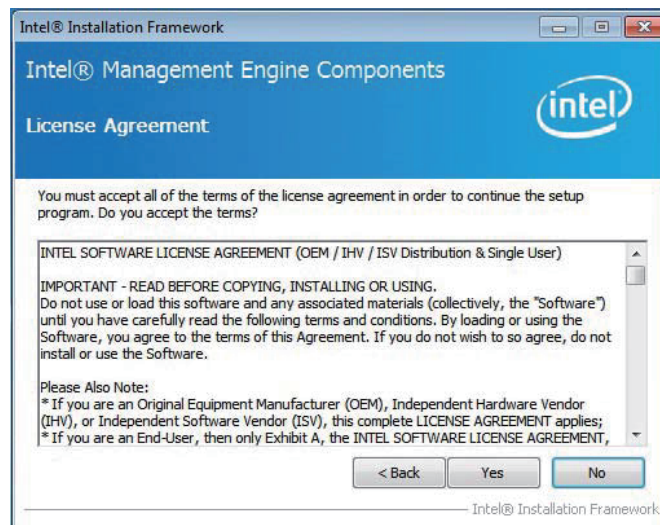 Intel® Installation Framework
Intel® Management Engine Components
License Agreement
intel
You must accept all of the terms of the license agreement in order to continue the setup
program. Do you accept the terms?
INTEL SOFTWARE LICENSE AGREEMENT (OEM / IHV / ISV Distribution & Single User)
IMPORTANT - READ BEFORE COPYING, INSTALLING OR USING.
Do not use or load this software and any associated materials (collectively, the "Software")
until you have carefully read the following terms and conditions. By loading or using the
Software, you agree to the terms of this Agreement. If you do not wish to so agree, do not
install or use the Software.
Please Also Note:
* If you are an Original Equipment Manufacturer (OEM), Independent Hardware Vendor
(IHV), or Independent Software Vendor (ISV), this complete LICENSE AGREEMENT applies;
* If you are an End-User, then only Exhibit A, the INTEL SOFTWARE LICENSE AGREEMENT,
< Back Yes No
Intel® Installation Framework